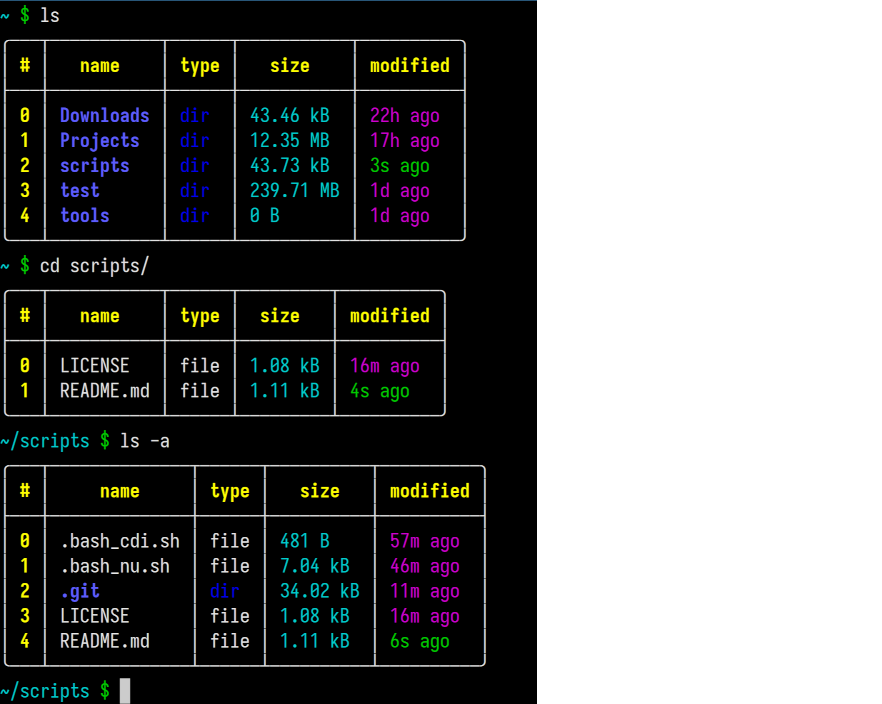 ~ $ ls
# name type size modified
0 Downloads dir 43.46 kB 22h ago
1 Projects dir 12.35 MB 17h ago
2 scripts dir 43.73 kB 3s ago
3 test dir 239.71 MB 1d ago
4 tools dir 0 B 1d ago
~ $ cd scripts/
# name type size modified
0 LICENSE file 1.08 kB 16m ago
1 README.md file 1.11 kB 4s ago
~/scripts $ ls -a
# name type size modified
0 .bash_cdi.sh file 481 B 57m ago
1 .bash_nu.sh file 7.04 kB 46m ago
2 .git dir 34.02 kB 11m ago
3 LICENSE file 1.08 kB 16m ago
4 README.md file 1.11 kB 6s ago
~/scripts $